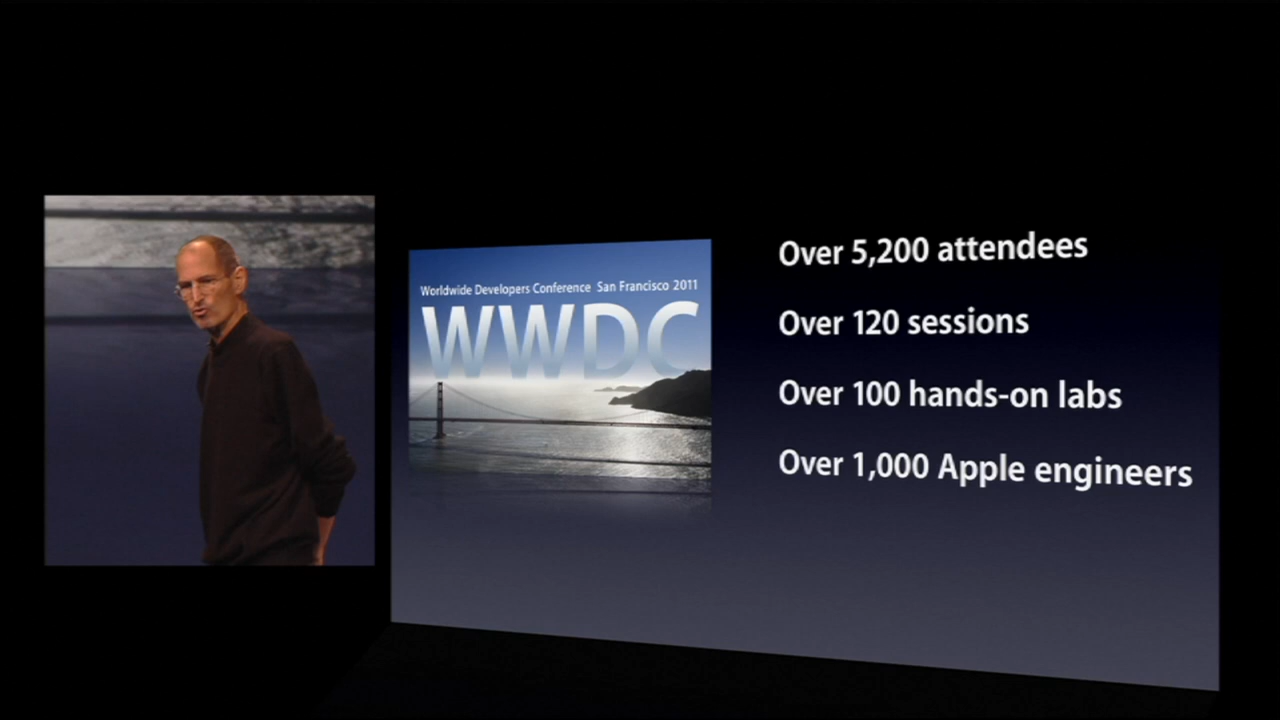 Worldwide Developers Conference San Francisco 2011
WWDC
Over 5,200 attendees
Over 120 sessions
Over 100 hands-on labs
Over 1,000 Apple engineers